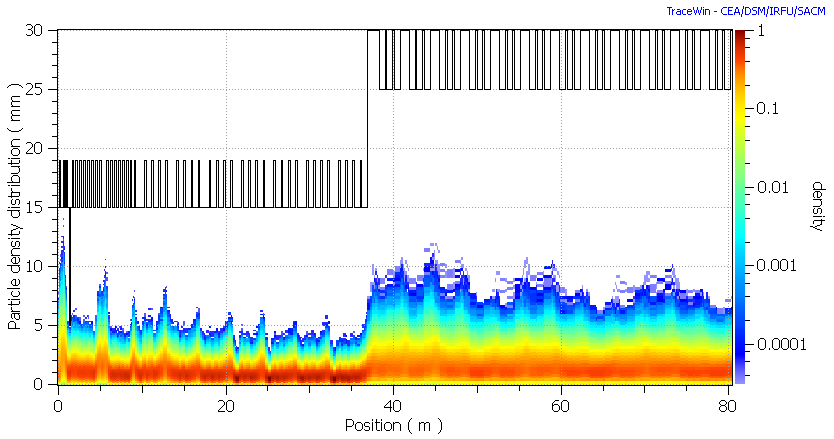 TraceWin - CEA/DSM/IRFU/SACM
Particle density distribution ( mm )
30
25
20
15
10
5
0
0 20 40 60 80
Position ( m )
1
0.1
0.01
0.001
0.0001
density